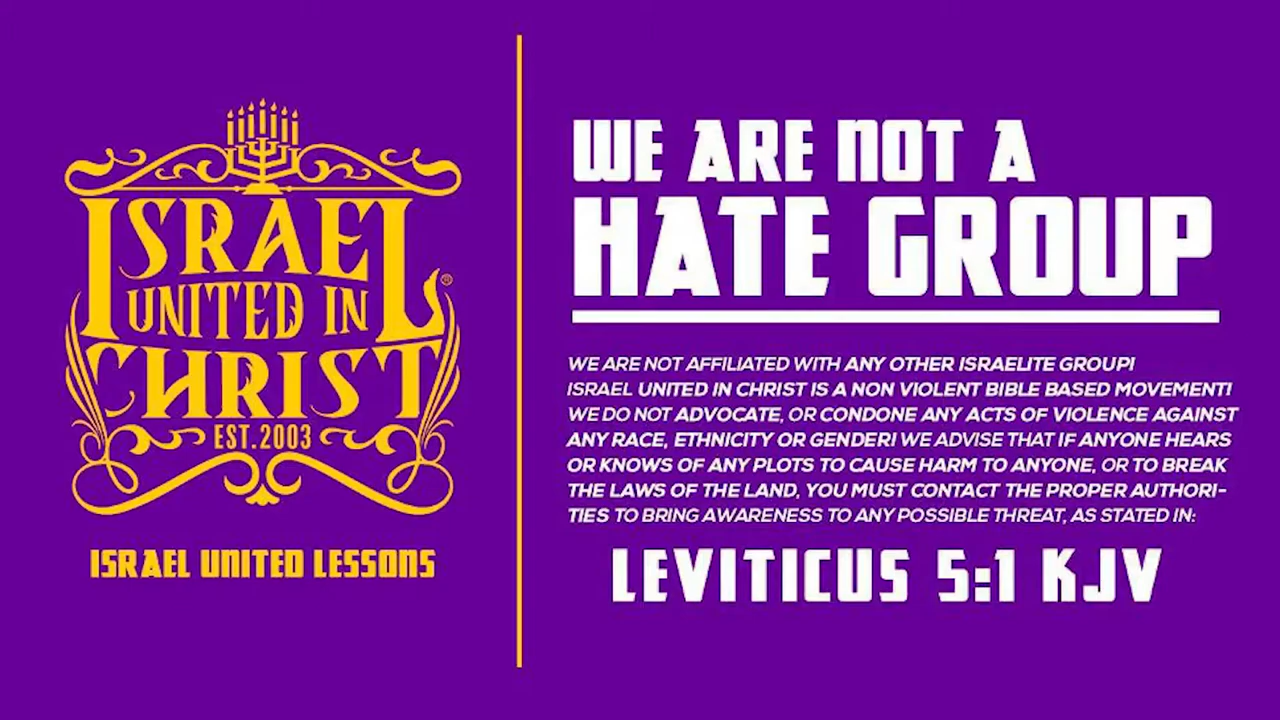 ISRAEL
UNITED IN
CHRIST
®
EST. 2003
ISRAEL UNITED LESSONS
WE ARE NOT A
HATE GROUP
WE ARE NOT AFFILIATED WITH ANY OTHER ISRAELITE GROUP!
ISRAEL UNITED IN CHRIST IS A NON VIOLENT BIBLE BASED MOVEMENT!
WE DO NOT ADVOCATE, OR CONDONE ANY ACTS OF VIOLENCE AGAINST
ANY RACE, ETHNICITY OR GENDER! WE ADVISE THAT IF ANYONE HEARS
OR KNOWS OF ANY PLOTS TO CAUSE HARM TO ANYONE, OR TO BREAK
THE LAWS OF THE LAND, YOU MUST CONTACT THE PROPER AUTHORI-
TIES TO BRING AWARENESS TO ANY POSSIBLE THREAT, AS STATED IN:
LEVITICUS 5:1 KJV